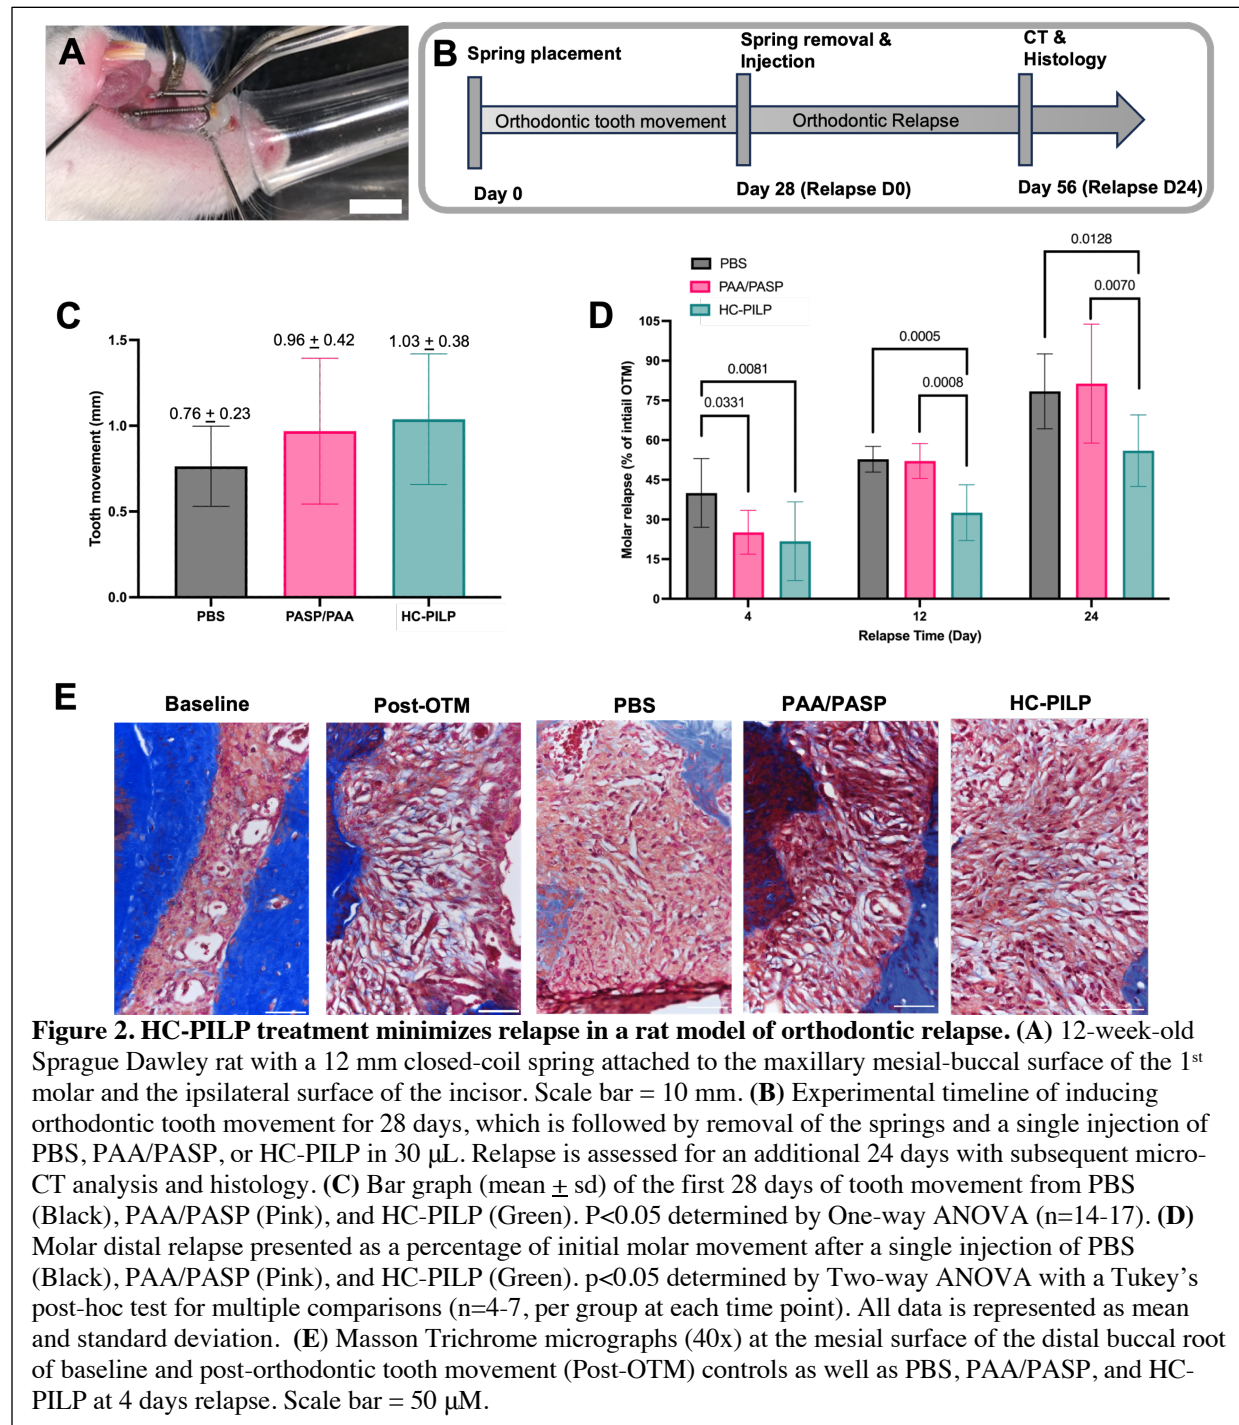 A
B
Spring placement
Spring removal &
Injection
CT &
Histology
Orthodontic tooth movement
Orthodontic Relapse
Day 0
Day 28 (Relapse D0)
Day 56 (Relapse D24)
C
Tooth movement (mm)
1.5
1.0
0.5
0.0
0.76 ± 0.23
0.96 ± 0.42
1.03 ± 0.38
PBS
PASP/PAA
HC-PILP
D
PBS
PAA/PASP
HC-PILP
Molar relapse (% of intiail OTM)
105
90
75
60
45
30
15
0
0.0081
0.0331
0.0005
0.0008
0.0128
0.0070
4
12
24
Relapse Time (Day)
E
Baseline
Post-OTM
PBS
PAA/PASP
HC-PILP
Figure 2. HC-PILP treatment minimizes relapse in a rat model of orthodontic relapse. (A) 12-week-old
Sprague Dawley rat with a 12 mm closed-coil spring attached to the maxillary mesial-buccal surface of the 1st
molar and the ipsilateral surface of the incisor. Scale bar = 10 mm. (B) Experimental timeline of inducing
orthodontic tooth movement for 28 days, which is followed by removal of the springs and a single injection of
PBS, PAA/PASP, or HC-PILP in 30 μL. Relapse is assessed for an additional 24 days with subsequent micro-
CT analysis and histology. (C) Bar graph (mean ± sd) of the first 28 days of tooth movement from PBS
(Black), PAA/PASP (Pink), and HC-PILP (Green). P<0.05 determined by One-way ANOVA (n=14-17). (D)
Molar distal relapse presented as a percentage of initial molar movement after a single injection of PBS
(Black), PAA/PASP (Pink), and HC-PILP (Green). p<0.05 determined by Two-way ANOVA with a Tukey's
post-hoc test for multiple comparisons (n=4-7, per group at each time point). All data is represented as mean
and standard deviation. (E) Masson Trichrome micrographs (40x) at the mesial surface of the distal buccal root
of baseline and post-orthodontic tooth movement (Post-OTM) controls as well as PBS, PAA/PASP, and HC-
PILP at 4 days relapse. Scale bar = 50 μM.